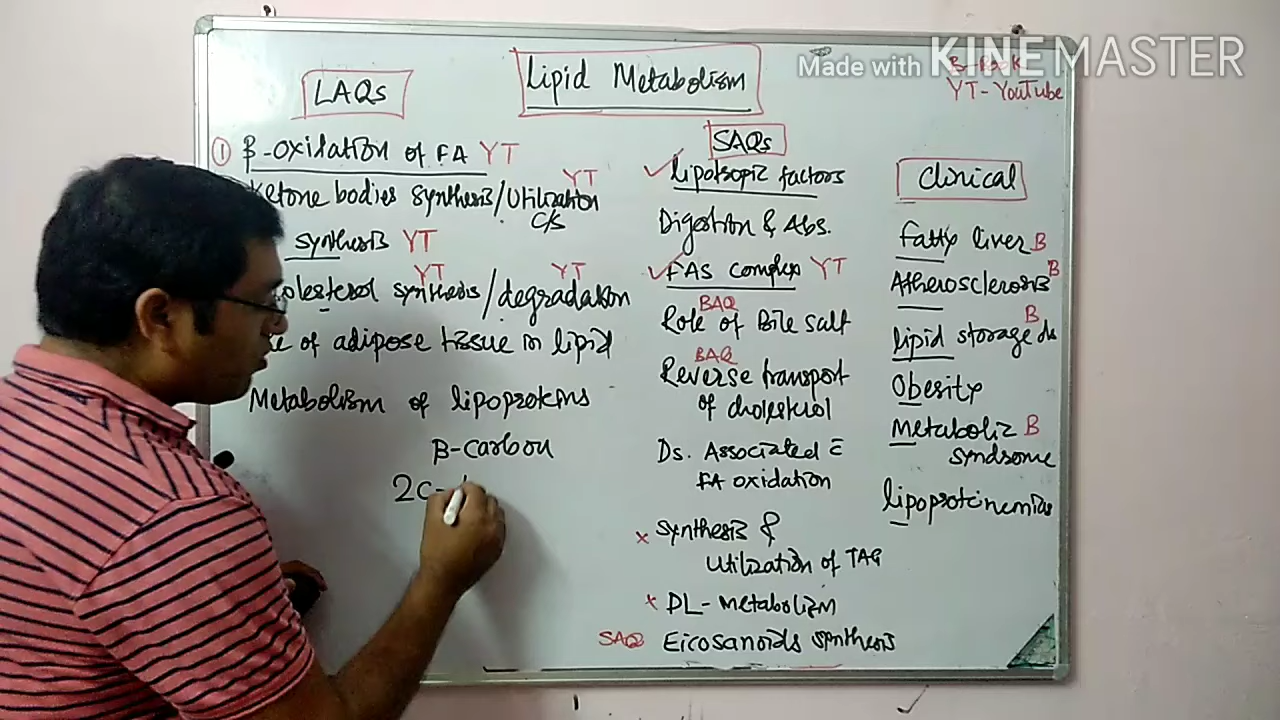 Made with KINEMASTER
Lipid Metabolism
B-Book
YT-YouTube
LAQs
① β-oxidation of FA YT
Ketone bodies synthesis/Utilization YT
C/S
synthesis YT
synthesis YT / degradation YT
of adipose tissue in lipid
Metabolism of lipoproteins
β-Carbon
2C-
SAQs
✓ Lipotropic factors
Digestion & Abs.
✓ FAS complex YT
BAQ
Role of Bile salt
BAQ
Reverse transport
of cholesterol
Ds. Associated c̄
FA oxidation
x Synthesis &
Utilization of TAG
x DL-metabolism
SAQ Eicosanoids synthesis
Clinical
Fatty liver B
Atherosclerosis B
Lipid storage ds B
Obesity
Metabolic B
syndrome
Lipoproteinemias